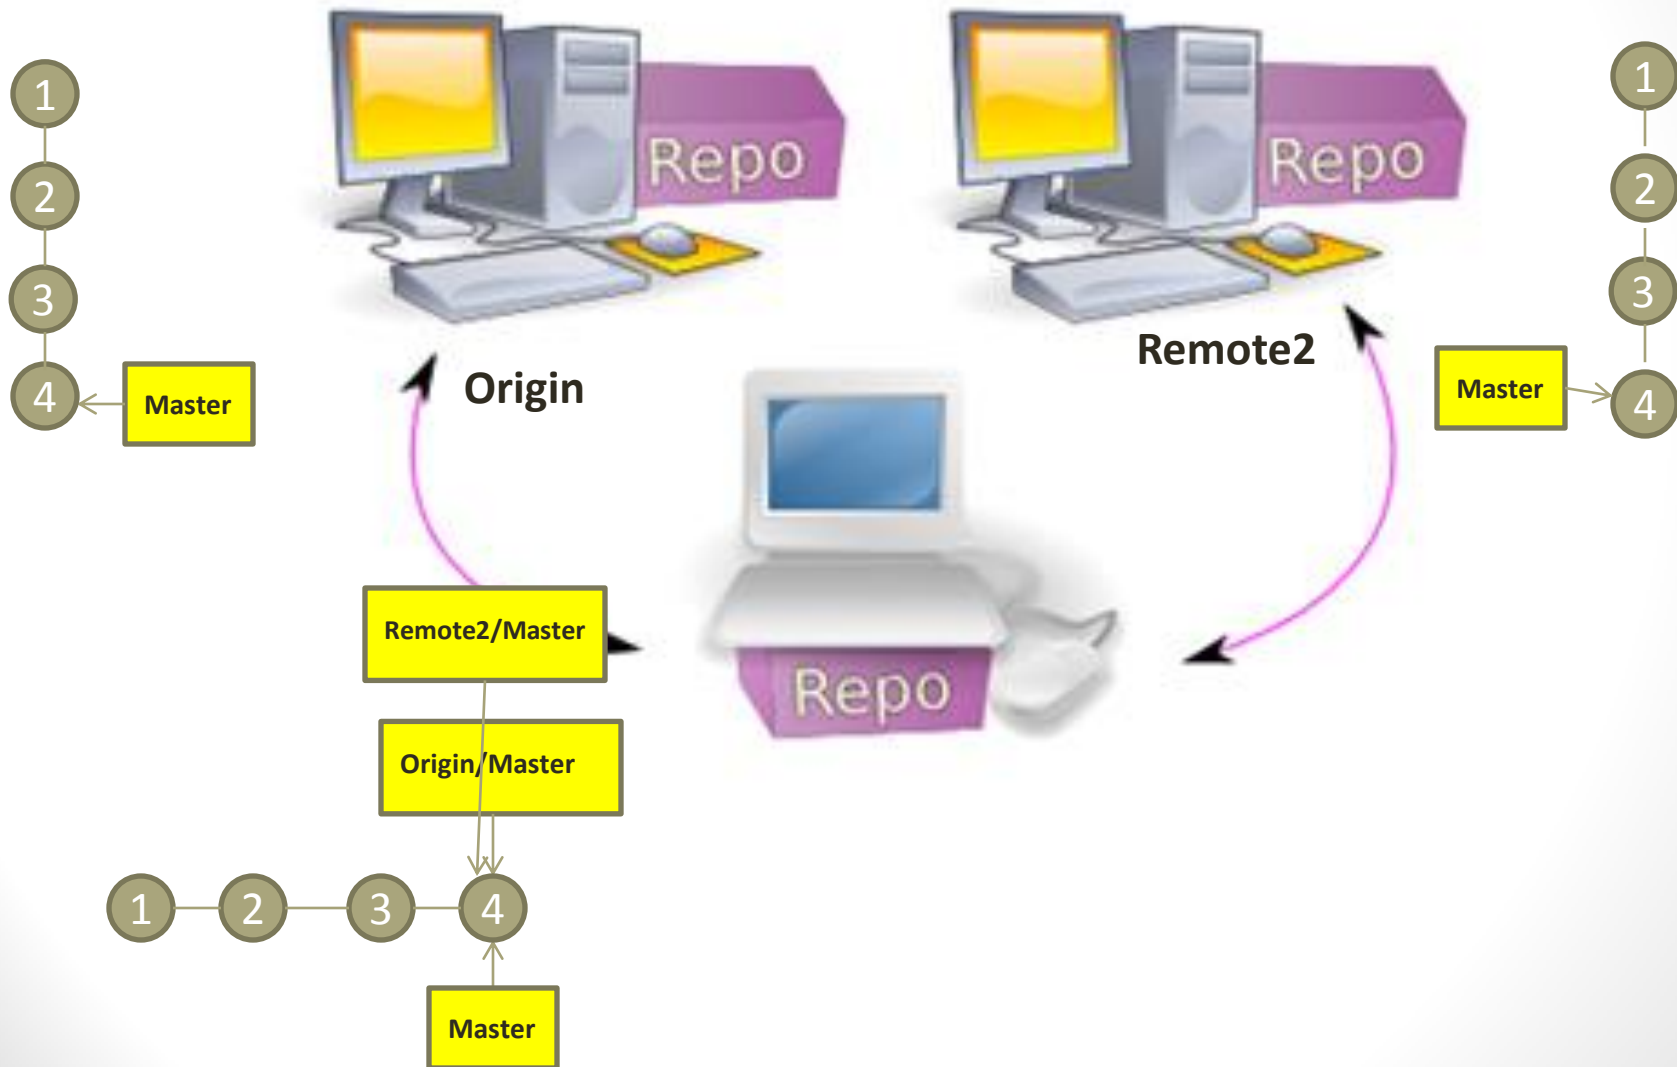 1
2
3
4
Master
Repo
Origin
Repo
Remote2
1
2
3
4
Master
Repo
Remote2/Master
Origin/Master
1 2 3 4
Master